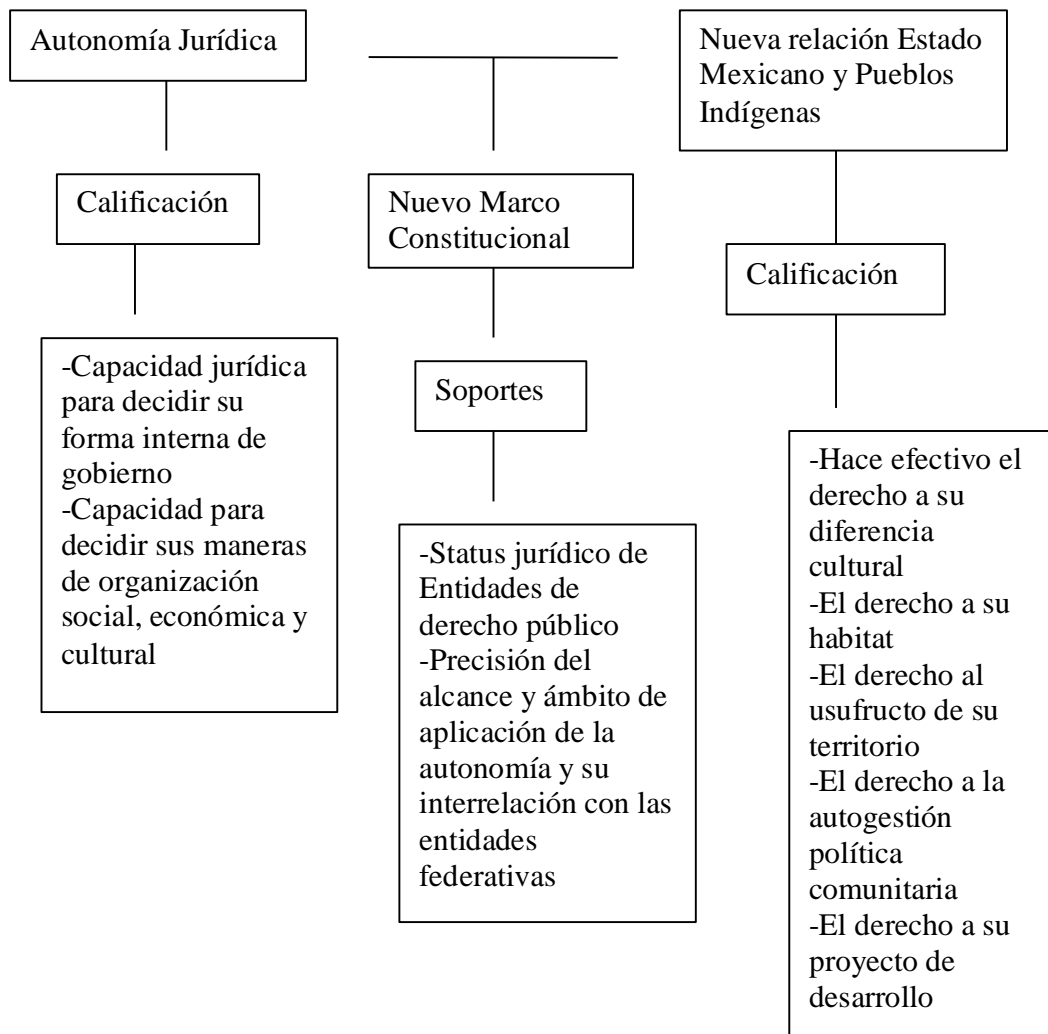 Autonomía Jurídica
Nueva relación Estado
Mexicano y Pueblos
Indígenas
Calificación
Nuevo Marco
Constitucional
Calificación
-Capacidad jurídica
para decidir su
forma interna de
gobierno
-Capacidad para
decidir sus maneras
de organización
social, económica y
cultural
Soportes
-Status jurídico de
Entidades de
derecho público
-Precisión del
alcance y ámbito de
aplicación de la
autonomía y su
interrelación con las
entidades
federativas
-Hace efectivo el
derecho a su
diferencia
cultural
-El derecho a su
habitat
-El derecho al
usufructo de su
territorio
-El derecho a la
autogestión
política
comunitaria
-El derecho a su
proyecto de
desarrollo